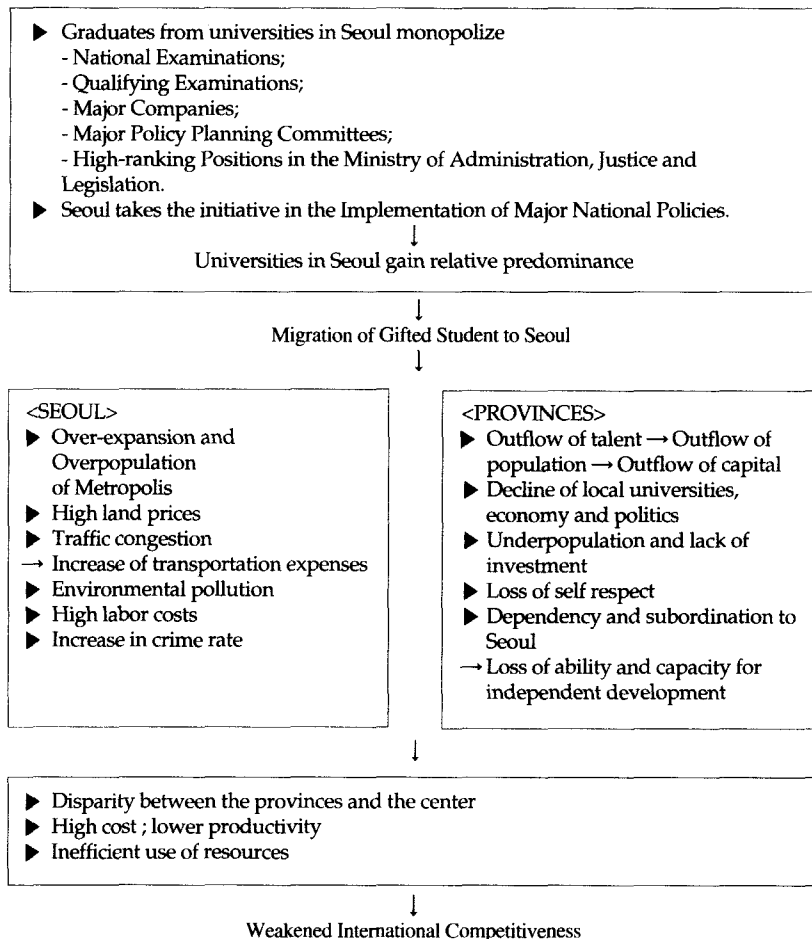 ▶ Graduates from universities in Seoul monopolize
- National Examinations;
- Qualifying Examinations;
- Major Companies;
- Major Policy Planning Committees;
- High-ranking Positions in the Ministry of Administration, Justice and
Legislation.
▶ Seoul takes the initiative in the Implementation of Major National Policies.
↓
Universities in Seoul gain relative predominance
↓
Migration of Gifted Student to Seoul
↓
<SEOUL>
▶ Over-expansion and
Overpopulation
of Metropolis
▶ High land prices
▶ Traffic congestion
→ Increase of transportation expenses
▶ Environmental pollution
▶ High labor costs
▶ Increase in crime rate
<PROVINCES>
▶ Outflow of talent → Outflow of
population → Outflow of capital
▶ Decline of local universities,
economy and politics
▶ Underpopulation and lack of
investment
▶ Loss of self respect
▶ Dependency and subordination to
Seoul
→ Loss of ability and capacity for
independent development
↓
▶ Disparity between the provinces and the center
▶ High cost ; lower productivity
▶ Inefficient use of resources
↓
Weakened International Competitiveness